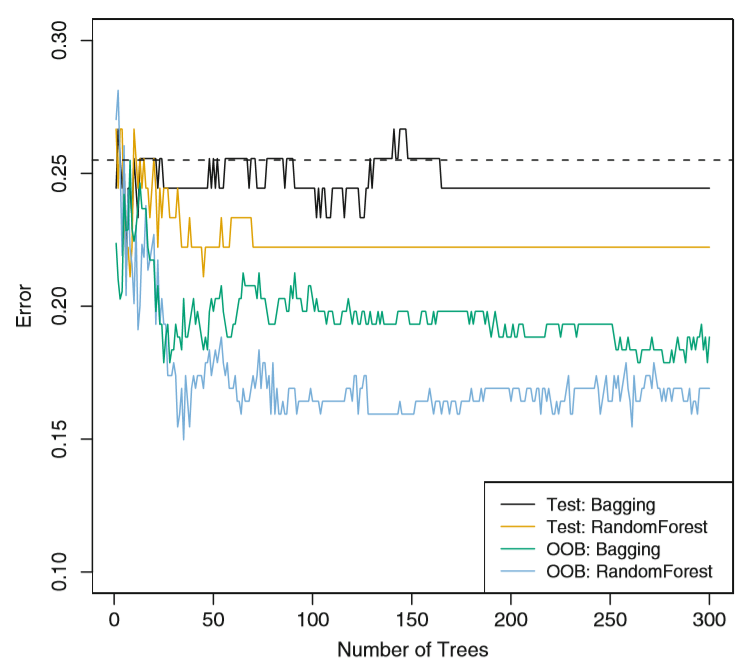 0.30
0.25
0.20
0.15
0.10
Error
0 50 100 150 200 250 300
Number of Trees
Test: Bagging
Test: RandomForest
OOB: Bagging
OOB: RandomForest